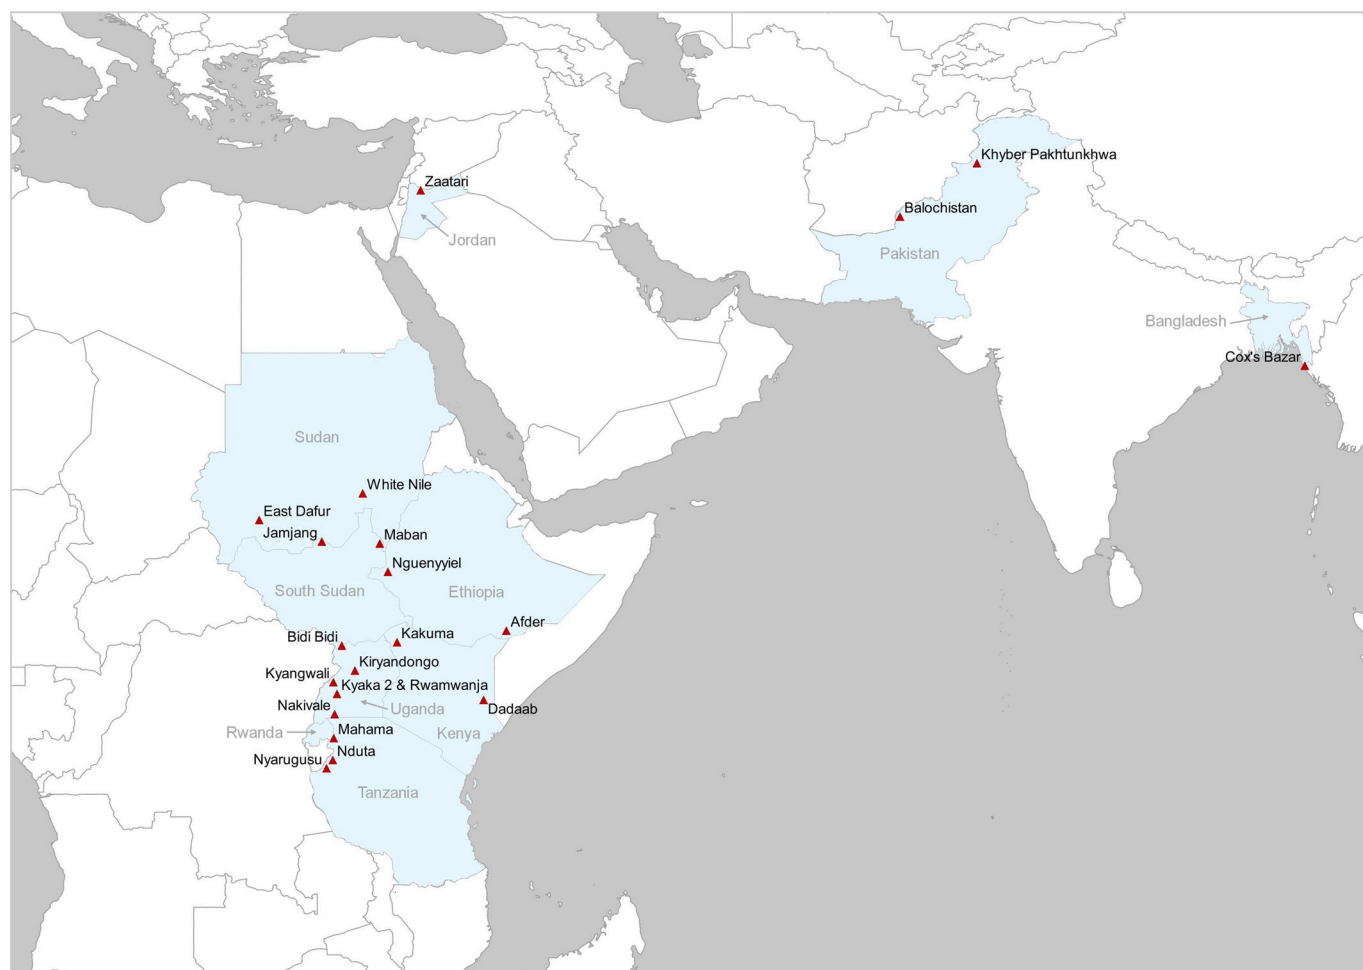 Khyber Pakhtunkhwa
Zaatari
Balochistan
Jordan
Pakistan
Bangladesh
Cox's Bazar
Sudan
White Nile
East Dafur
Jamjang
Maban
Nguenyyiel
South Sudan
Ethiopia
Afder
Bidi Bidi
Kakuma
Kiryandongo
Kyangwali
Kyaka 2 & Rwamwanja
Nakivale
Uganda
Dadaab
Rwanda
Mahama
Kenya
Nduta
Nyarugusu
Tanzania